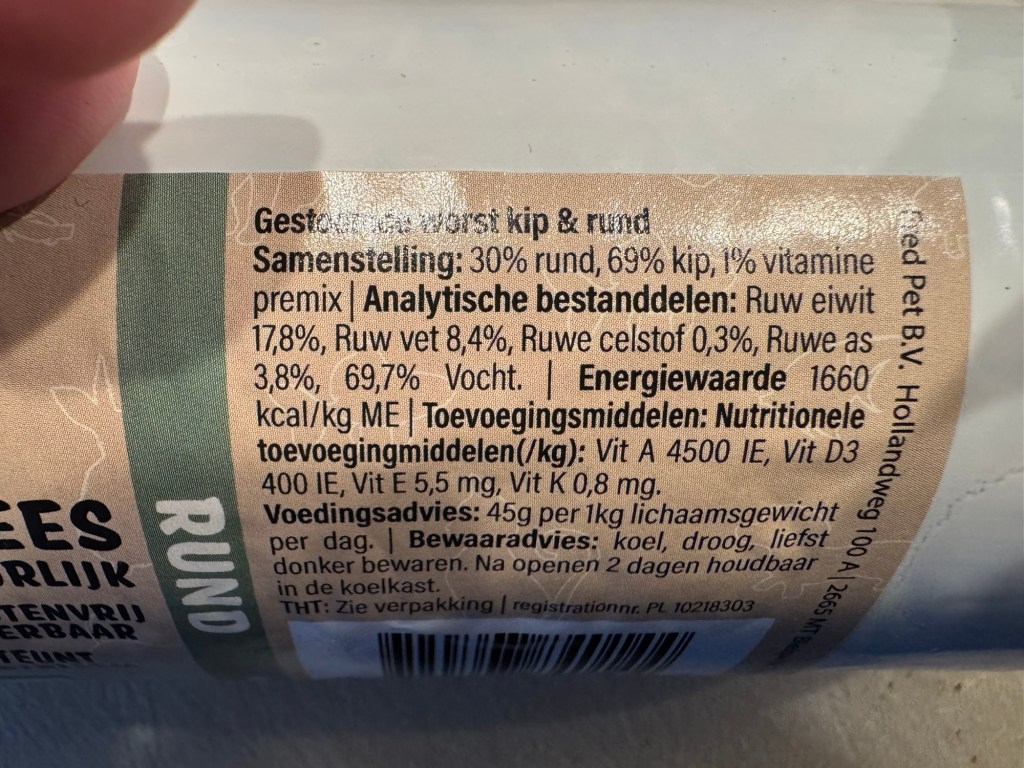 worst kip & rund
Samenstelling: 30% rund, 69% kip, 1% vitamine
premix | Analytische bestanddelen: Ruw eiwit
17,8%, Ruw vet 8,4%, Ruwe celstof 0,3%, Ruwe as
3,8%, 69,7% Vocht. | Energiewaarde 1660
kcal/kg ME | Toevoegingsmiddelen: Nutritionele
toevoegingmiddelen(/kg): Vit A 4500 IE, Vit D3
400 IE, Vit E 5,5 mg, Vit K 0,8 mg.
Voedingsadvies: 45g per 1kg lichaamsgewicht
per dag. | Bewaaradvies: koel, droog, liefst
donker bewaren. Na openen 2 dagen houdbaar
in de koelkast.
THT: Zie verpakking | registrationnr. PL 10218303
Pet B.V. Hollandweg 100 A | 2665 MT
RUND